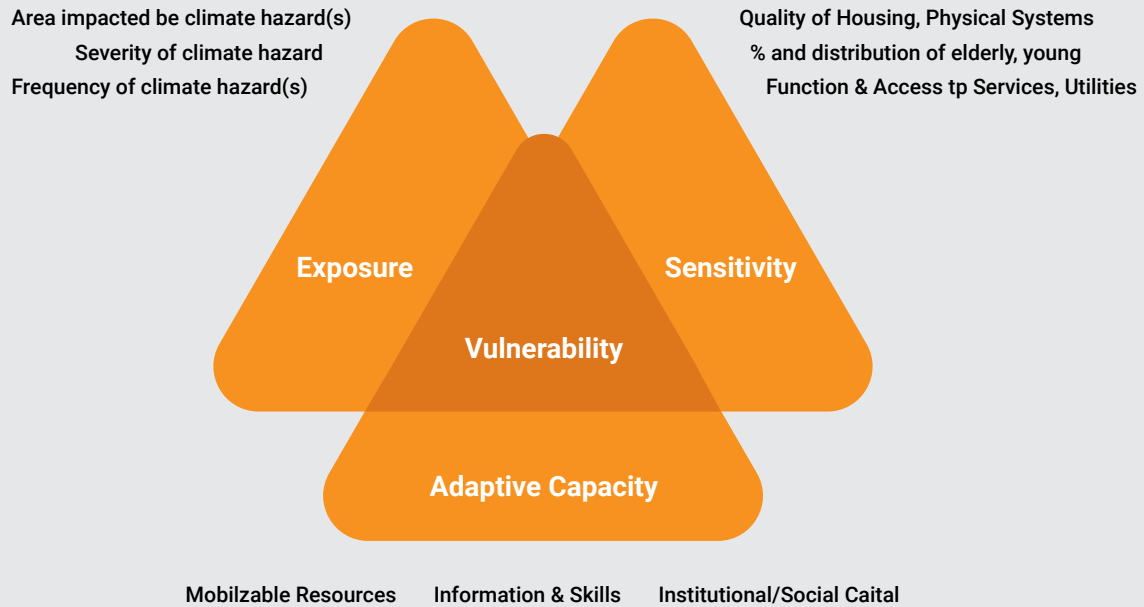 Area impacted be climate hazard(s)
Severity of climate hazard
Frequency of climate hazard(s)
Quality of Housing, Physical Systems
% and distribution of elderly, young
Function & Access tp Services, Utilities
Exposure
Sensitivity
Vulnerability
Adaptive Capacity
Mobilzable Resources
Information & Skills
Institutional/Social Caital